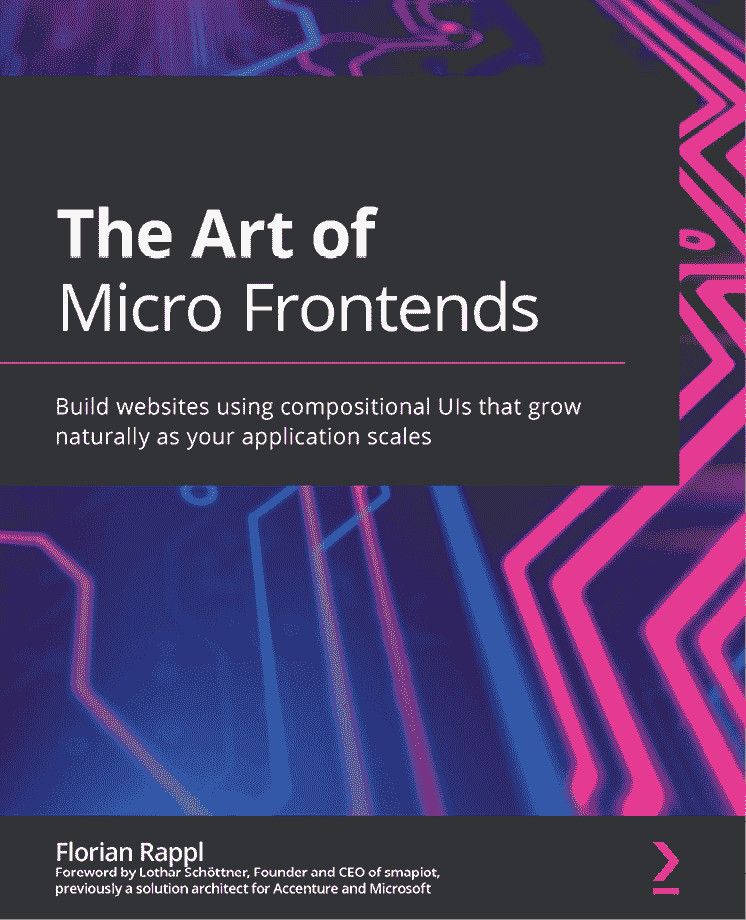 The Art of
Micro Frontends
Build websites using compositional UIs that grow
naturally as your application scales
Florian Rappl
Foreword by Lothar Schöttner, Founder and CEO of smapiot,
previously a solution architect for Accenture and Microsoft